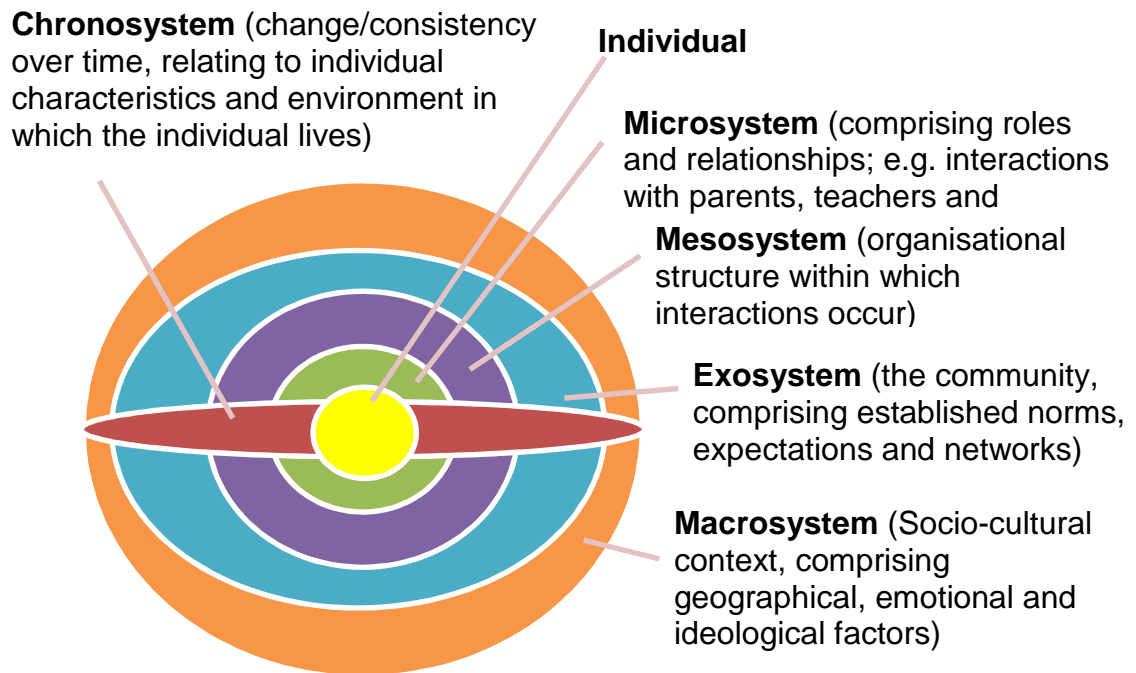 Chronosystem (change/consistency
over time, relating to individual
characteristics and environment in
which the individual lives)
Individual
Microsystem (comprising roles
and relationships; e.g. interactions
with parents, teachers and
Mesosystem (organisational
structure within which
interactions occur)
Exosystem (the community,
comprising established norms,
expectations and networks)
Macrosystem (Socio-cultural
context, comprising
geographical, emotional and
ideological factors)